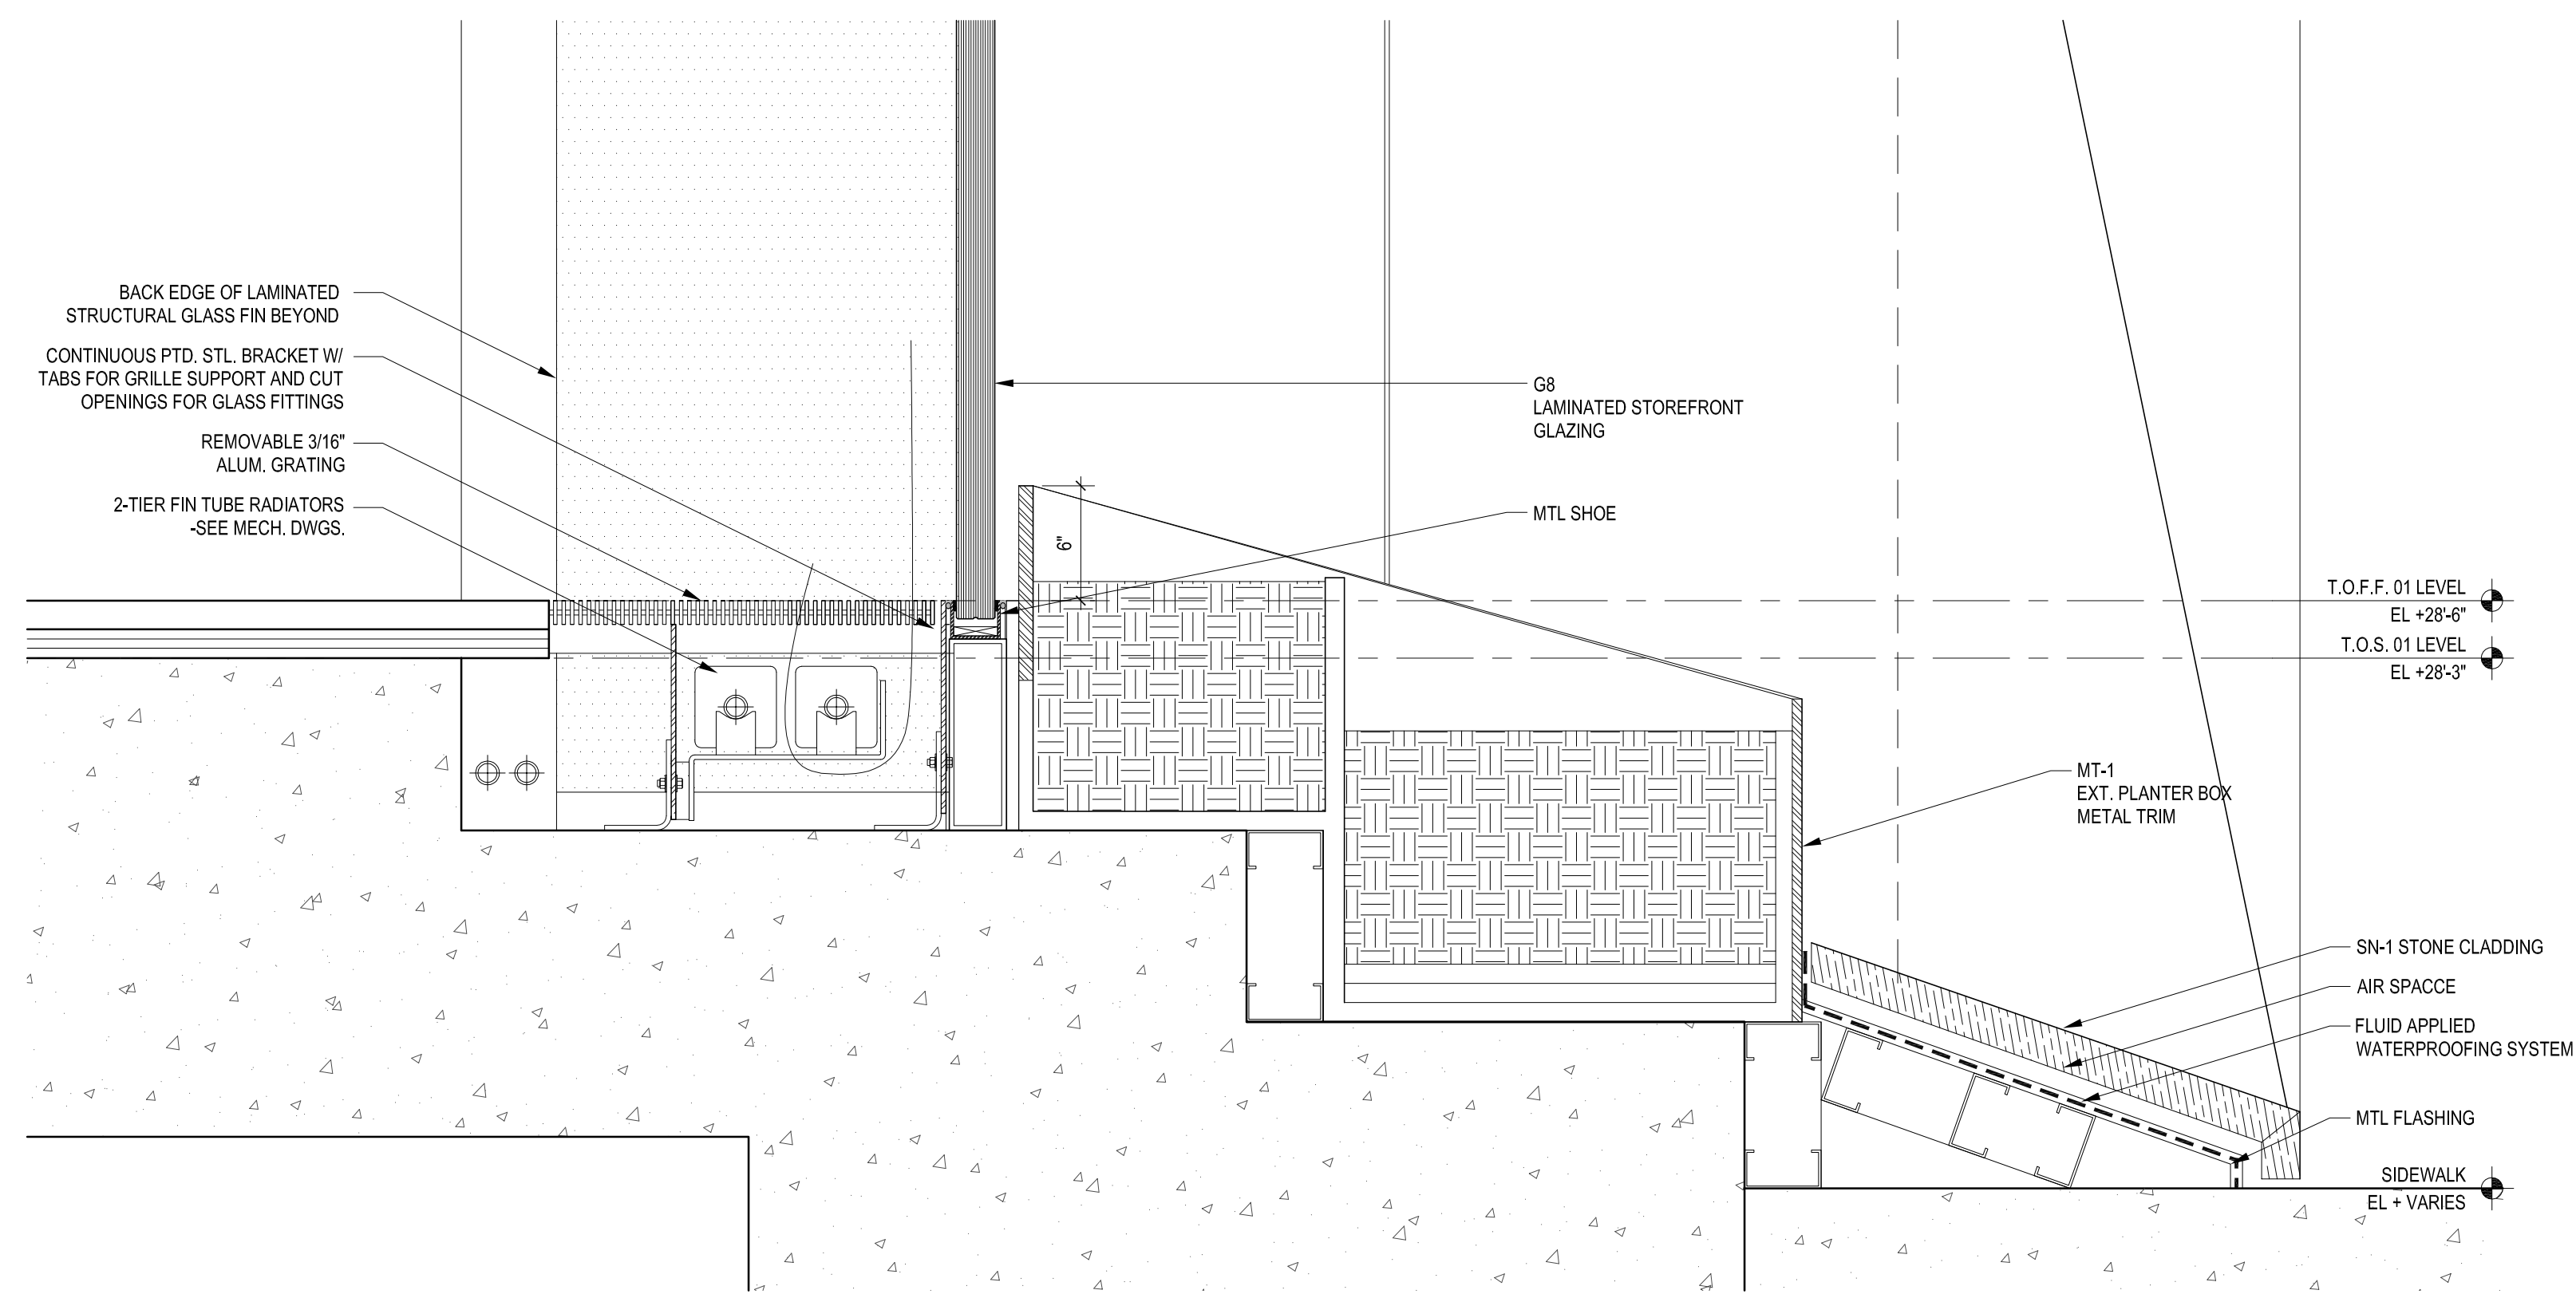 BACK EDGE OF LAMINATED
STRUCTURAL GLASS FIN BEYOND
CONTINUOUS PTD. STL. BRACKET W/
TABS FOR GRILLE SUPPORT AND CUT
OPENINGS FOR GLASS FITTINGS
REMOVABLE 3/16"
ALUM. GRATING
2-TIER FIN TUBE RADIATORS
-SEE MECH. DWGS.
G8
LAMINATED STOREFRONT
GLAZING
MTL SHOE
6"
T.O.F.F. 01 LEVEL
EL +28'-6"
T.O.S. 01 LEVEL
EL +28'-3"
MT-1
EXT. PLANTER BOX
METAL TRIM
SN-1 STONE CLADDING
AIR SPACCE
FLUID APPLIED
WATERPROOFING SYSTEM
MTL FLASHING
SIDEWALK
EL + VARIES